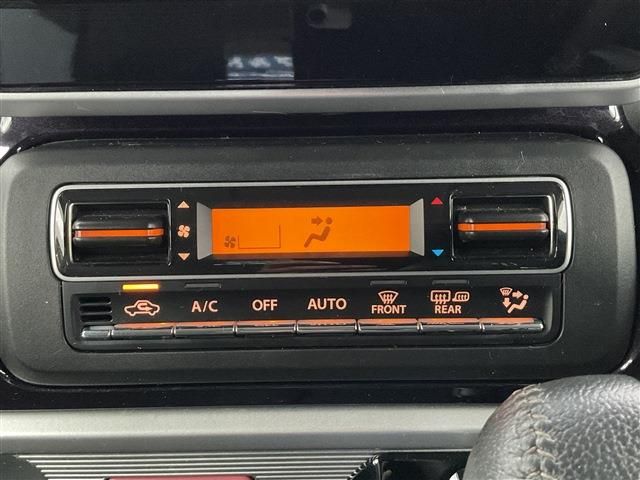 A/C OFF AUTO FRONT REAR